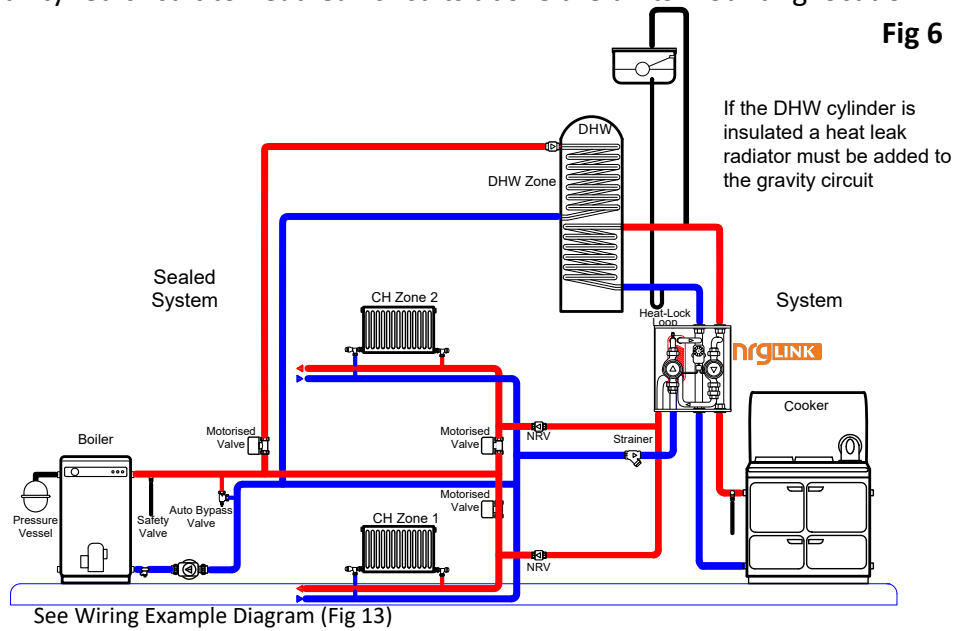 Fig 6
If the DHW cylinder is
insulated a heat leak
radiator must be added to
the gravity circuit
DHW
DHW Zone
Sealed
System
CH Zone 2
Heat-Lock
Loop
System
nrgLINK
Cooker
Boiler
Motorised
Valve
Motorised
Valve
NRV
Strainer
Pressure
Vessel
Safety
Valve
Auto Bypass
Valve
Motorised
Valve
CH Zone 1
NRV
See Wiring Example Diagram (Fig 13)